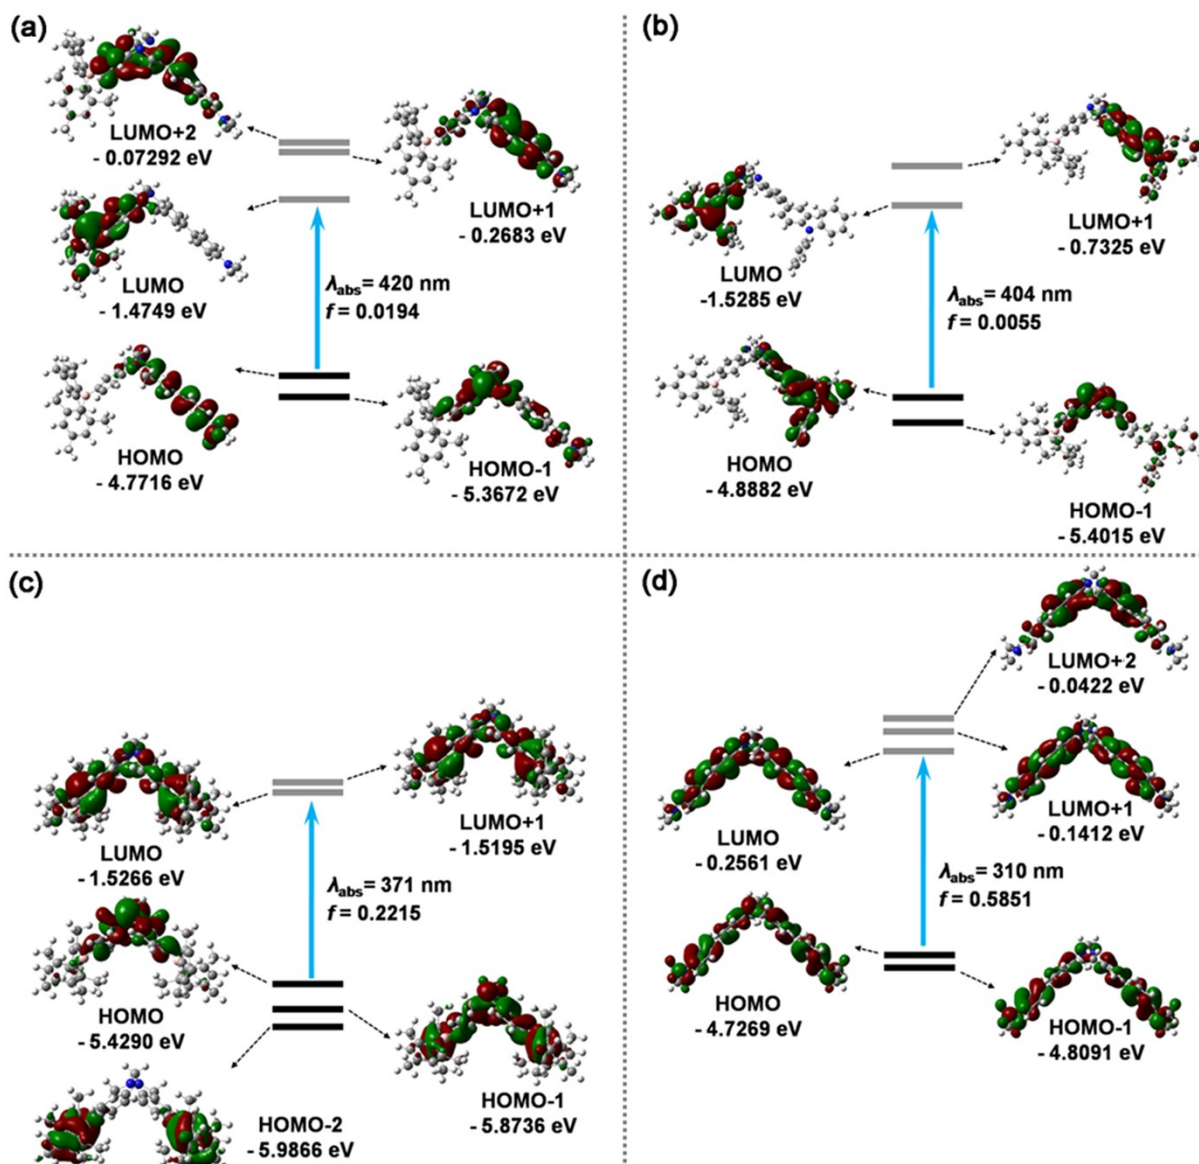 (a)
LUMO+2
- 0.07292 eV
LUMO+1
- 0.2683 eV
LUMO
- 1.4749 eV
λabs= 420 nm
f = 0.0194
HOMO
- 4.7716 eV
HOMO-1
- 5.3672 eV
(b)
LUMO+1
- 0.7325 eV
LUMO
-1.5285 eV
λabs= 404 nm
f = 0.0055
HOMO
- 4.8882 eV
HOMO-1
- 5.4015 eV
(c)
LUMO+1
- 1.5195 eV
LUMO
- 1.5266 eV
λabs= 371 nm
f = 0.2215
HOMO
- 5.4290 eV
HOMO-1
- 5.8736 eV
HOMO-2
- 5.9866 eV
(d)
LUMO+2
- 0.0422 eV
LUMO+1
- 0.1412 eV
LUMO
- 0.2561 eV
λabs= 310 nm
f = 0.5851
HOMO
- 4.7269 eV
HOMO-1
- 4.8091 eV